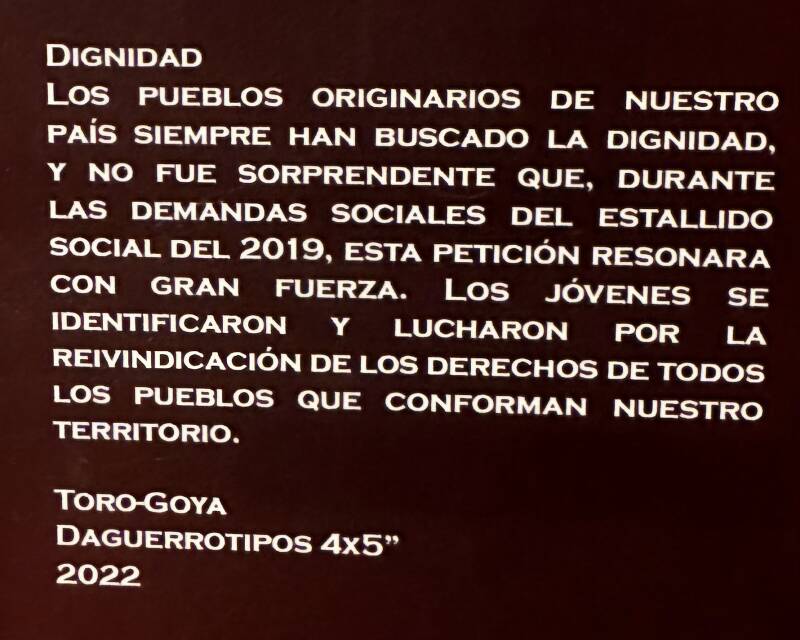 Dignidad
Los pueblos originarios de nuestro
país siempre han buscado la dignidad,
y no fue sorprendente que, durante
las demandas sociales del estallido
social del 2019, esta petición resonara
con gran fuerza. Los jóvenes se
identificaron y lucharon por la
reivindicación de los derechos de todos
los pueblos que conforman nuestro
territorio.
Toro-Goya
Daguerrotipos 4x5”
2022